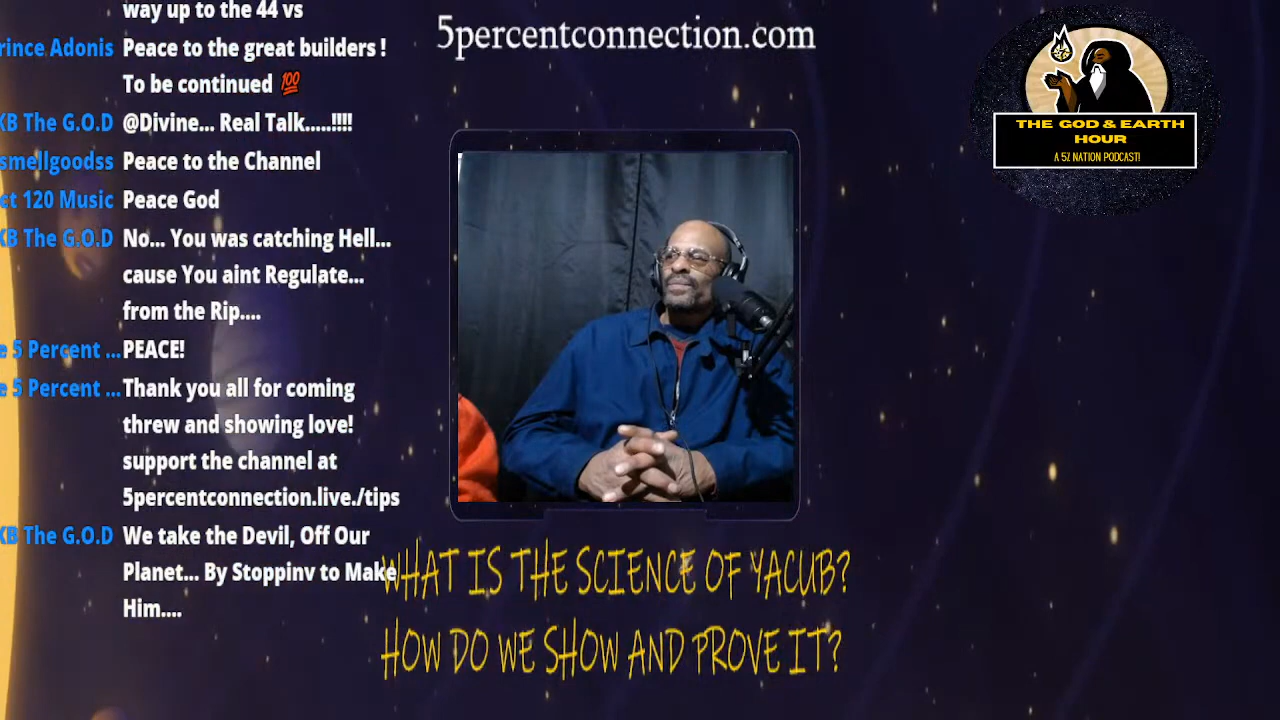 way up to the 44 vs
rince Adonis Peace to the great builders !
To be continued 💯
KB The G.O.D @Divine... Real Talk.....!!!!
smellgoodss Peace to the Channel
ct 120 Music Peace God
KB The G.O.D No... You was catching Hell...
cause You aint Regulate...
from the Rip....
e 5 Percent ... PEACE!
e 5 Percent ... Thank you all for coming
threw and showing love!
support the channel at
5percentconnection.live./tips
KB The G.O.D We take the Devil, Off Our
Planet... By Stoppinv to Make
Him....
5percentconnection.com
THE GOD & EARTH
HOUR
A 5% NATION PODCAST!
WHAT IS THE SCIENCE OF YACUB?
HOW DO WE SHOW AND PROVE IT?